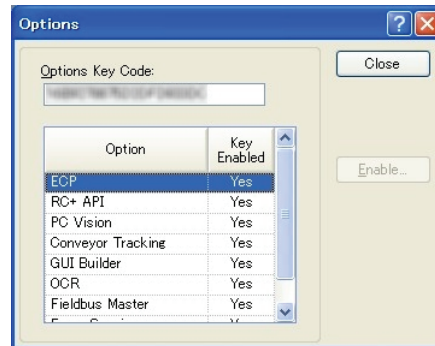 Options
Options Key Code:
Close
Option
Key Enabled
Enable...
ECP Yes
RC+ API Yes
PC Vision Yes
Conveyor Tracking Yes
GUI Builder Yes
OCR Yes
Fieldbus Master Yes